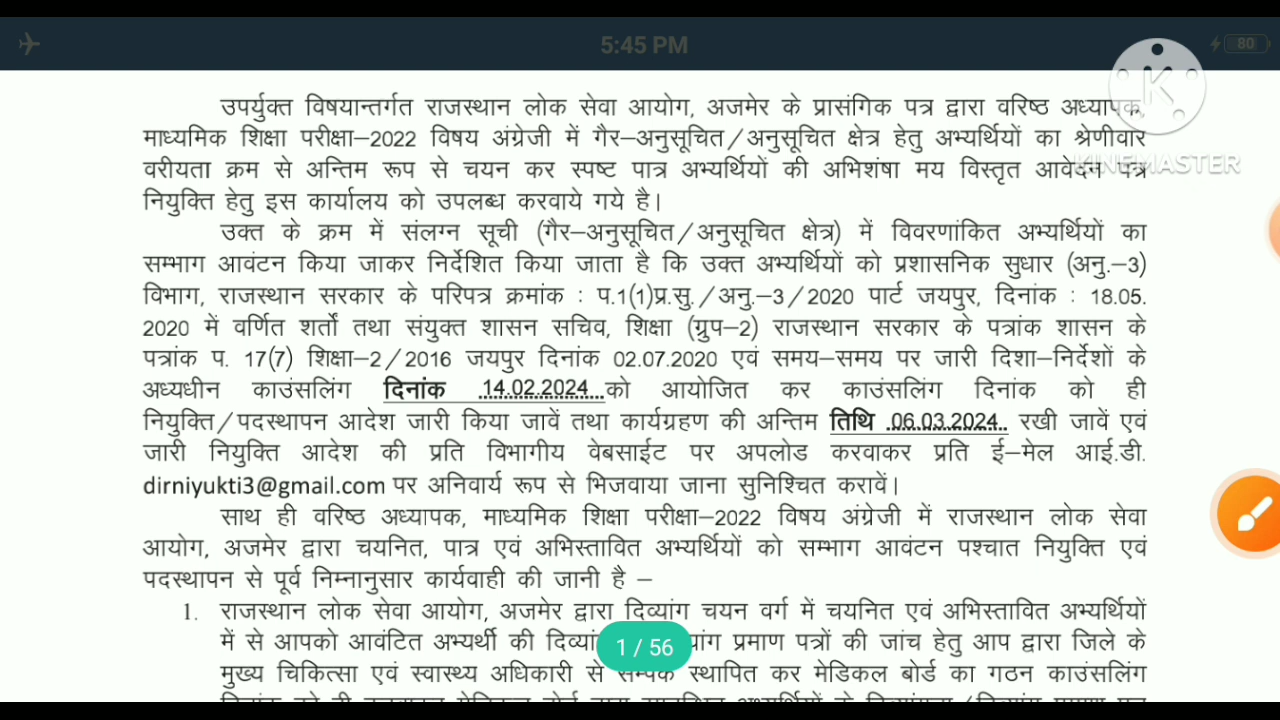 5:45 PM
80
K
KINEMASTER
उपर्युक्त विषयान्तर्गत राजस्थान लोक सेवा आयोग, अजमेर के प्रासंगिक पत्र द्वारा वरिष्ठ अध्यापक,
माध्यमिक शिक्षा परीक्षा–2022 विषय अंग्रेजी में गैर–अनुसूचित/अनुसूचित क्षेत्र हेतु अभ्यर्थियों का श्रेणीवार
वरीयता क्रम से अन्तिम रूप से चयन कर स्पष्ट पात्र अभ्यर्थियों की अभिशंषा मय विस्तृत आवेदन पत्र
नियुक्ति हेतु इस कार्यालय को उपलब्ध करवाये गये है।
उक्त के क्रम में संलग्न सूची (गैर–अनुसूचित/अनुसूचित क्षेत्र) में विवरणांकित अभ्यर्थियों का
सम्भाग आवंटन किया जाकर निर्देशित किया जाता है कि उक्त अभ्यर्थियों को प्रशासनिक सुधार (अनु.–3)
विभाग, राजस्थान सरकार के परिपत्र क्रमांक : प.1(1)प्र.सु./अनु.–3/2020 पार्ट जयपुर, दिनांक : 18.05.
2020 में वर्णित शर्तो तथा संयुक्त शासन सचिव, शिक्षा (ग्रुप–2) राजस्थान सरकार के पत्रांक शासन के
पत्रांक प. 17(7) शिक्षा–2/2016 जयपुर दिनांक 02.07.2020 एवं समय–समय पर जारी दिशा–निर्देशों के
अध्यधीन काउंसलिंग दिनांक .14.02.2024...को आयोजित कर काउंसलिंग दिनांक को ही
नियुक्ति/पदस्थापन आदेश जारी किया जावें तथा कार्यग्रहण की अन्तिम तिथि .06.03.2024.. रखी जावें एवं
जारी नियुक्ति आदेश की प्रति विभागीय वेबसाईट पर अपलोड करवाकर प्रति ई–मेल आई.डी.
dirniyukti3@gmail.com पर अनिवार्य रूप से भिजवाया जाना सुनिश्चित करावें।
साथ ही वरिष्ठ अध्यापक, माध्यमिक शिक्षा परीक्षा–2022 विषय अंग्रेजी में राजस्थान लोक सेवा
आयोग, अजमेर द्वारा चयनित, पात्र एवं अभिस्तावित अभ्यर्थियों को सम्भाग आवंटन पश्चात नियुक्ति एवं
पदस्थापन से पूर्व निम्नानुसार कार्यवाही की जानी है –
1. राजस्थान लोक सेवा आयोग, अजमेर द्वारा दिव्यांग चयन वर्ग में चयनित एवं अभिस्तावित अभ्यर्थियों
में से आपको आवंटित अभ्यर्थी की प्रमाण पत्रों की जांच हेतु आप द्वारा जिले के
1 / 56
मुख्य चिकित्सा एवं स्वास्थ्य अधिकारी से सम्पर्क स्थापित कर मेडिकल बोर्ड का गठन काउंसलिंग